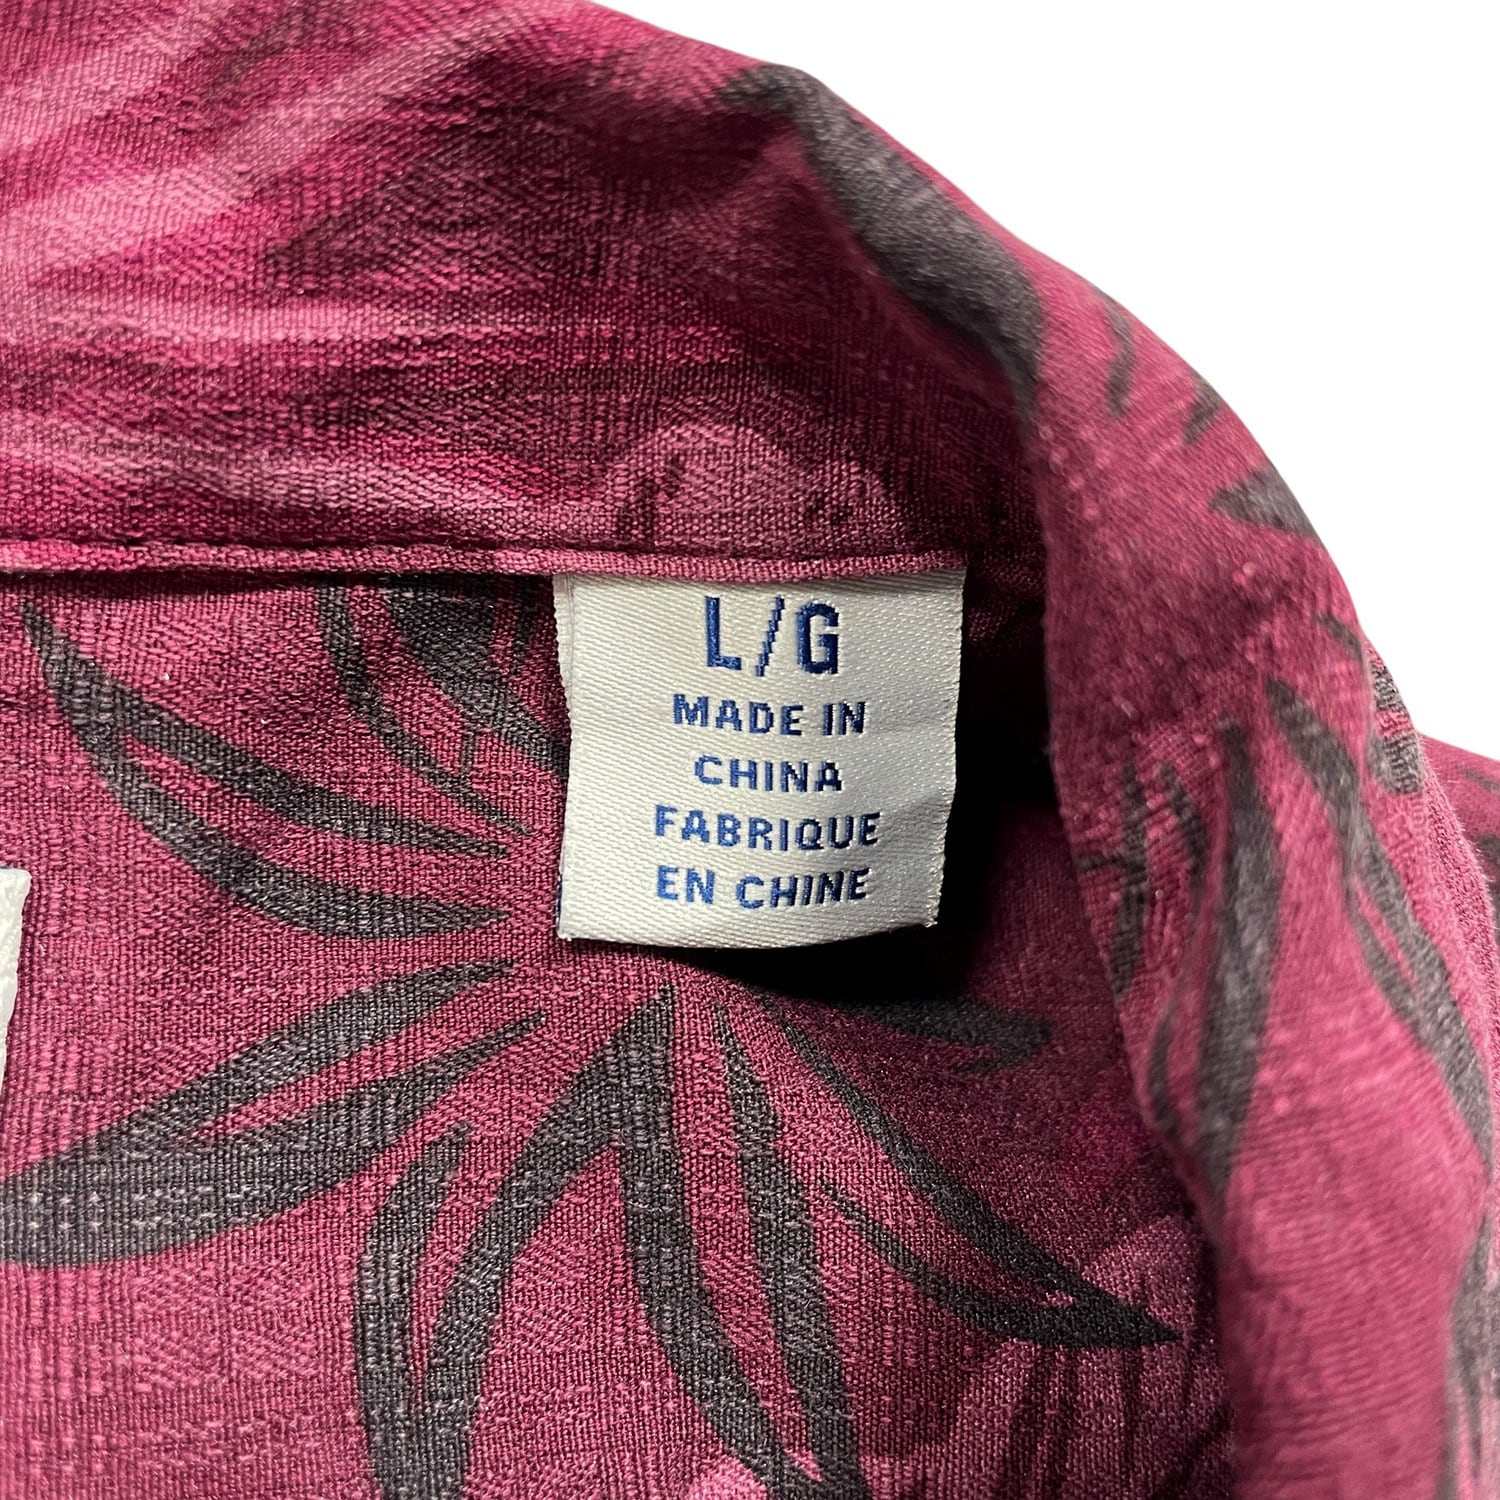 L/G
MADE IN
CHINA
FABRIQUE
EN CHINE